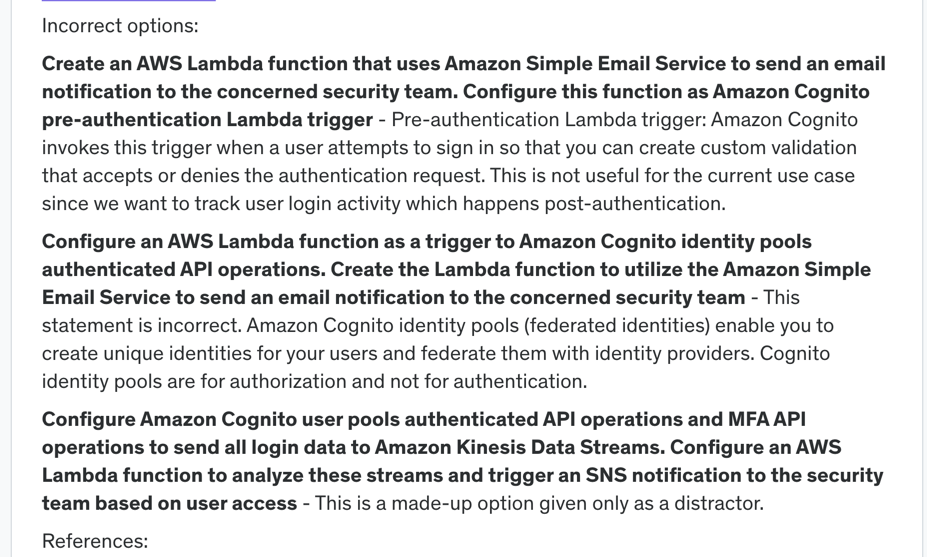 Incorrect options:
Create an AWS Lambda function that uses Amazon Simple Email Service to send an email
notification to the concerned security team. Configure this function as Amazon Cognito
pre-authentication Lambda trigger - Pre-authentication Lambda trigger: Amazon Cognito
invokes this trigger when a user attempts to sign in so that you can create custom validation
that accepts or denies the authentication request. This is not useful for the current use case
since we want to track user login activity which happens post-authentication.
Configure an AWS Lambda function as a trigger to Amazon Cognito identity pools
authenticated API operations. Create the Lambda function to utilize the Amazon Simple
Email Service to send an email notification to the concerned security team - This
statement is incorrect. Amazon Cognito identity pools (federated identities) enable you to
create unique identities for your users and federate them with identity providers. Cognito
identity pools are for authorization and not for authentication.
Configure Amazon Cognito user pools authenticated API operations and MFA API
operations to send all login data to Amazon Kinesis Data Streams. Configure an AWS
Lambda function to analyze these streams and trigger an SNS notification to the security
team based on user access - This is a made-up option given only as a distractor.
References: